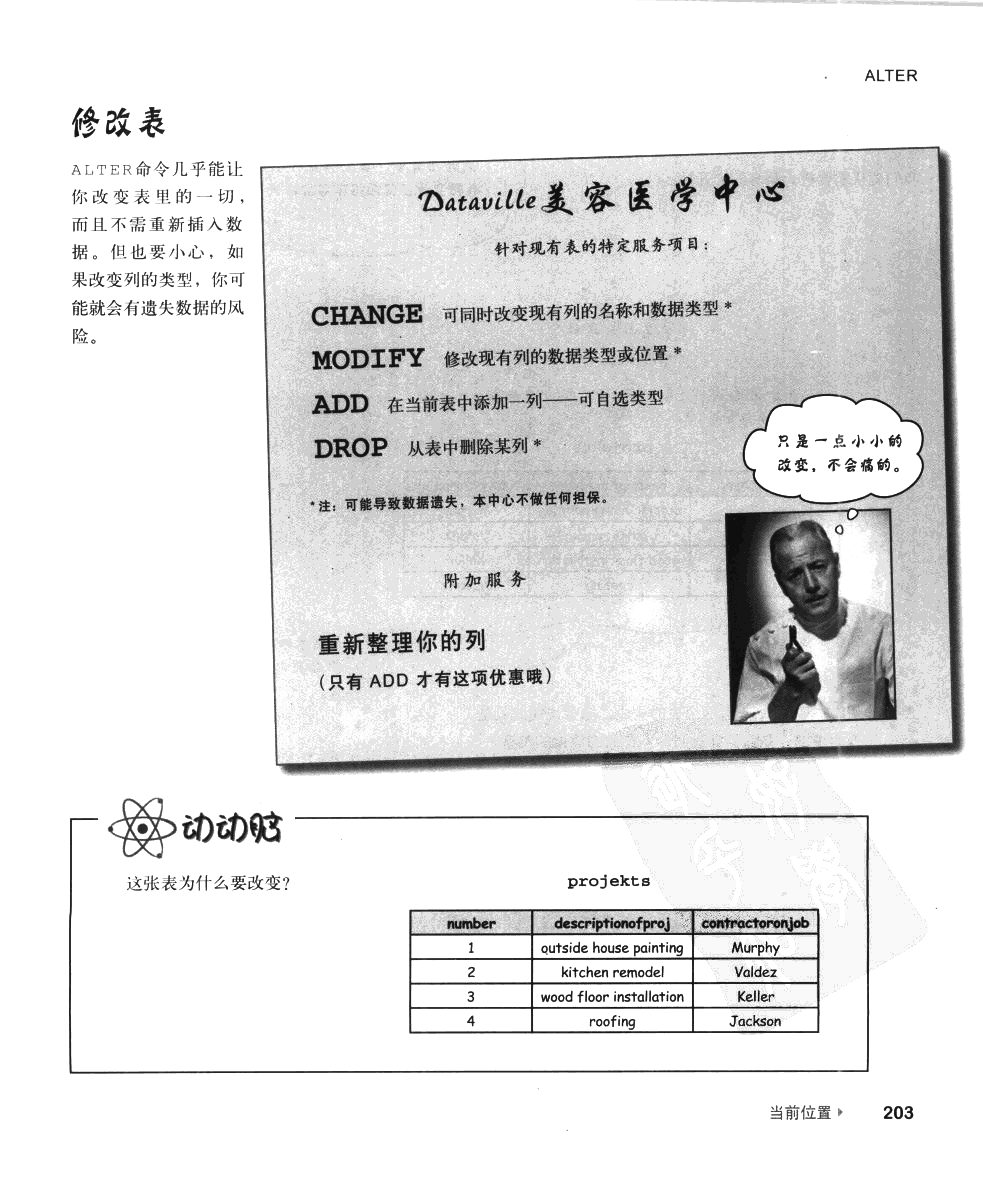 ALTER
修改表
ALTER命令几乎能让
你改变表里的一切，
而且不需重新插入数
据。但也要小心，如
果改变列的类型，你可
能就会有遗失数据的风
险。
Dataville美容医学中心
针对现有表的特定服务项目：
CHANGE 可同时改变现有列的名称和数据类型*
MODIFY 修改现有列的数据类型或位置*
ADD 在当前表中添加一列——可自选类型
DROP 从表中删除某列*
*注：可能导致数据遗失，本中心不做任何担保。
只是一点小小的
改变，不会痛的。
附加服务
重新整理你的列
（只有 ADD 才有这项优惠哦）
动动脑
这张表为什么要改变？
projekts
number descriptionofproj contractoronjob
1 outside house painting Murphy
2 kitchen remodel Valdez
3 wood floor installation Keller
4 roofing Jackson
当前位置 ▸ 203